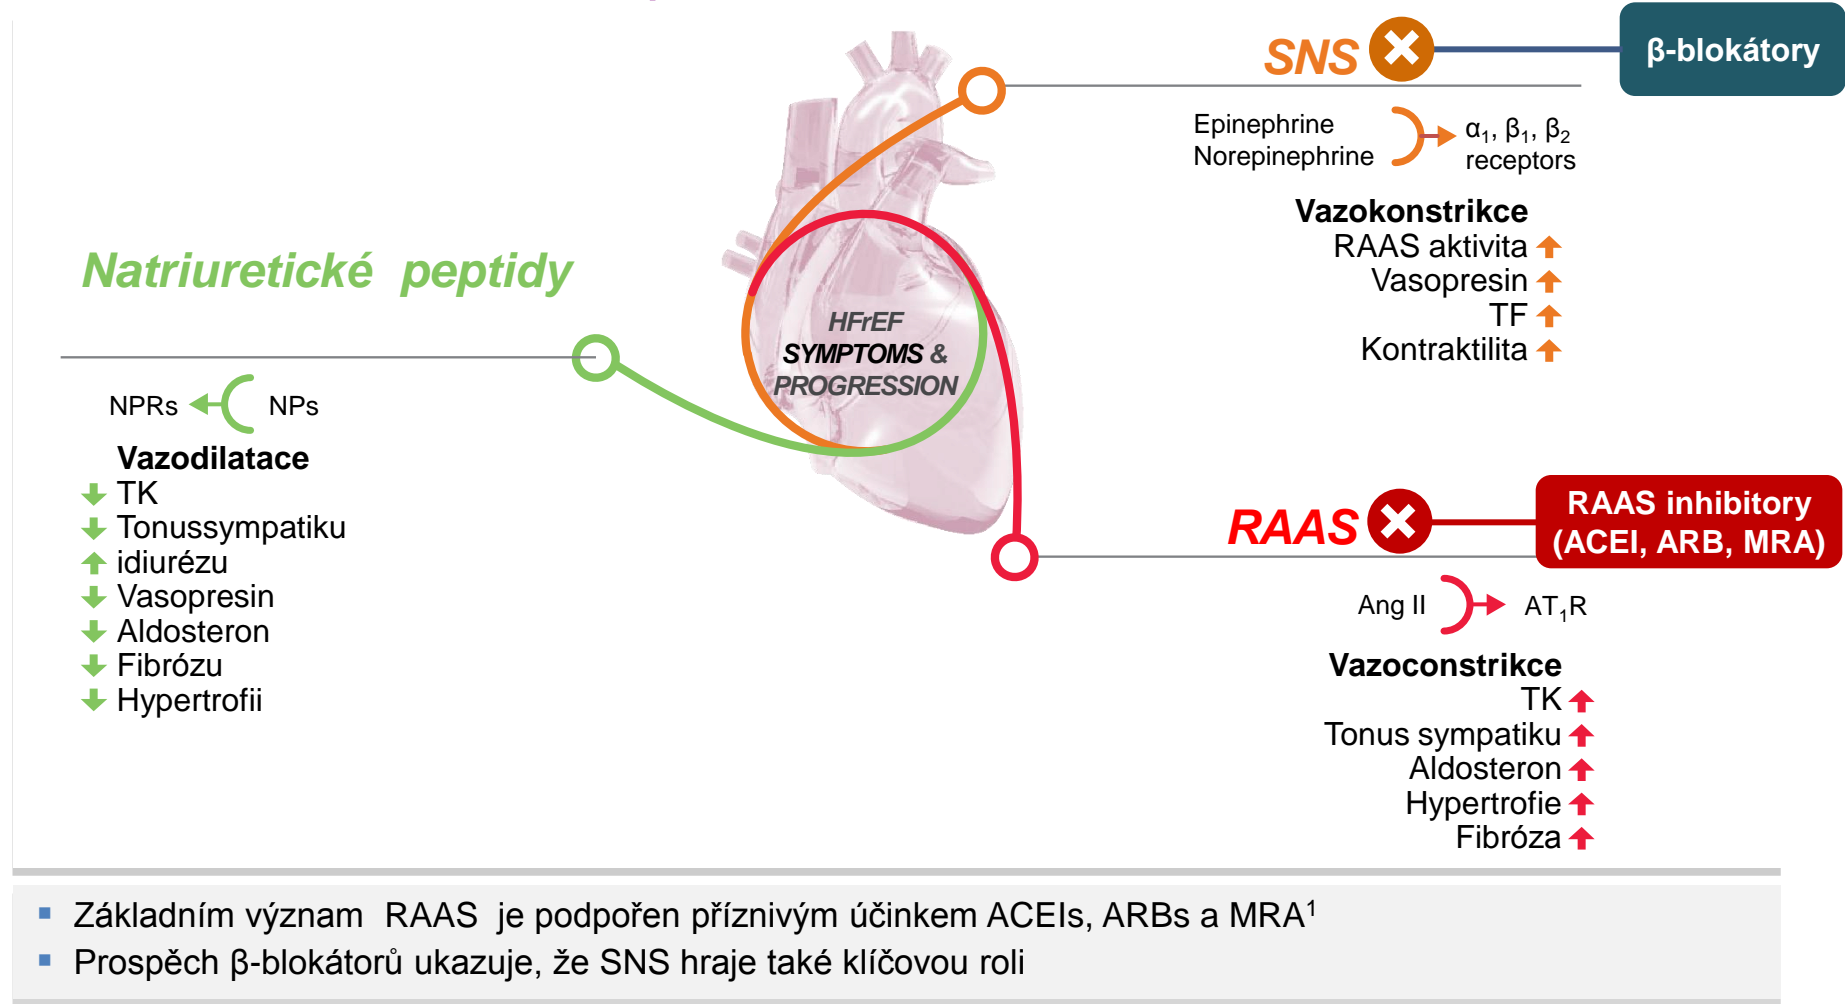 SNS
β-blokátory
Epinephrine
Norepinephrine
α1, β1, β2
receptors
Vazokonstrikce
RAAS aktivita
Vasopresin
TF
Kontraktilita
Natriuretické peptidy
NPRs
NPs
Vazodilatace
TK
Tonussympatiku
idiurézu
Vasopresin
Aldosteron
Fibrózu
Hypertrofii
HFrEF
SYMPTOMS &
PROGRESSION
RAAS
RAAS inhibitory
(ACEI, ARB, MRA)
Ang II
AT1R
Vazoconstrikce
TK
Tonus sympatiku
Aldosteron
Hypertrofie
Fibróza
Základním význam RAAS je podpořen příznivým účinkem ACEIs, ARBs a MRA1
Prospěch β-blokátorů ukazuje, že SNS hraje také klíčovou roli